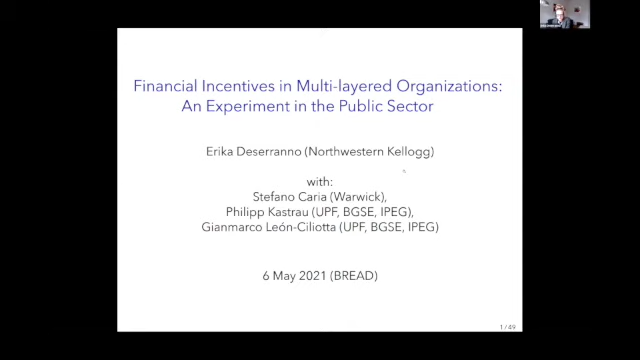 Financial Incentives in Multi-layered Organizations:
An Experiment in the Public Sector
Erika Deserranno (Northwestern Kellogg)
with:
Stefano Caria (Warwick),
Philipp Kastrau (UPF, BGSE, IPEG),
Gianmarco León-Ciliotta (UPF, BGSE, IPEG)
6 May 2021 (BREAD)
1 / 49